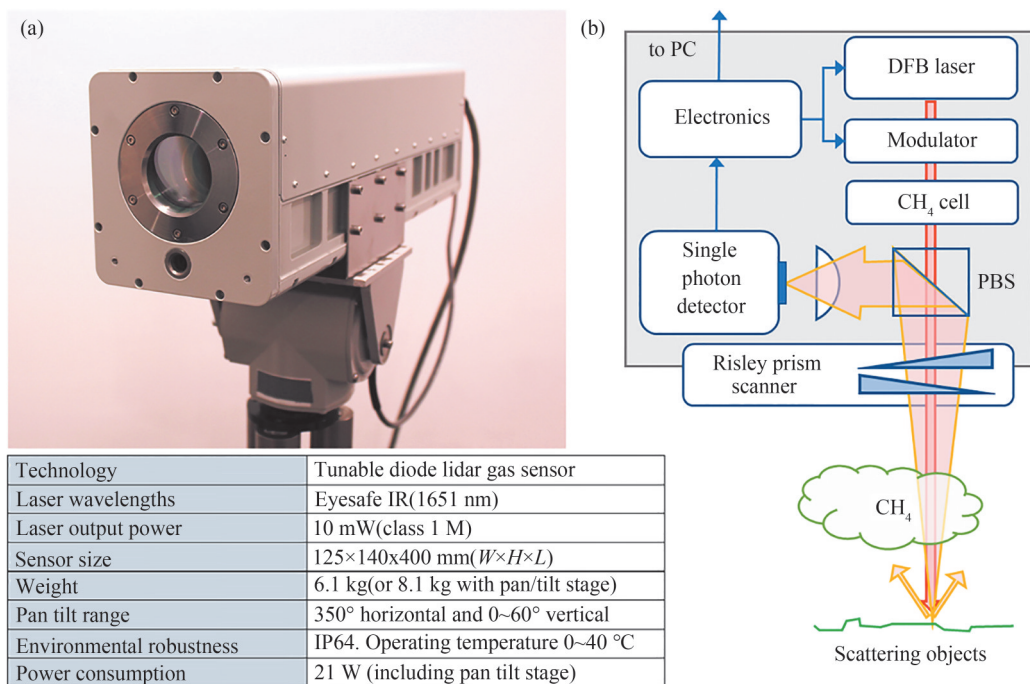 (a)
(b)
to PC
DFB laser
Electronics
Modulator
CH₄ cell
Single
photon
detector
PBS
Risley prism
scanner
CH₄
Scattering objects
Technology Tunable diode lidar gas sensor
Laser wavelengths Eyesafe IR(1651 nm)
Laser output power 10 mW(class 1 M)
Sensor size 125×140x400 mm(W×H×L)
Weight 6.1 kg(or 8.1 kg with pan/tilt stage)
Pan tilt range 350° horizontal and 0~60° vertical
Environmental robustness IP64. Operating temperature 0~40 °C
Power consumption 21 W (including pan tilt stage)